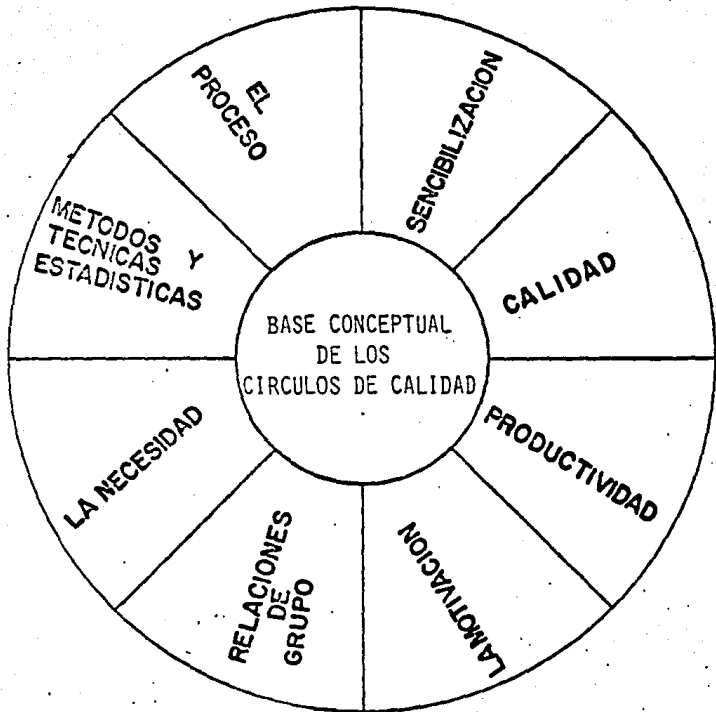 EL
PROCESO
SENCIBILIZACION
CALIDAD
PRODUCTIVIDAD
LA MOTIVACION
RELACIONES
DE
GRUPO
LA NECESIDAD
METODOS Y
TECNICAS
ESTADISTICAS
BASE CONCEPTUAL
DE LOS
CIRCULOS DE CALIDAD